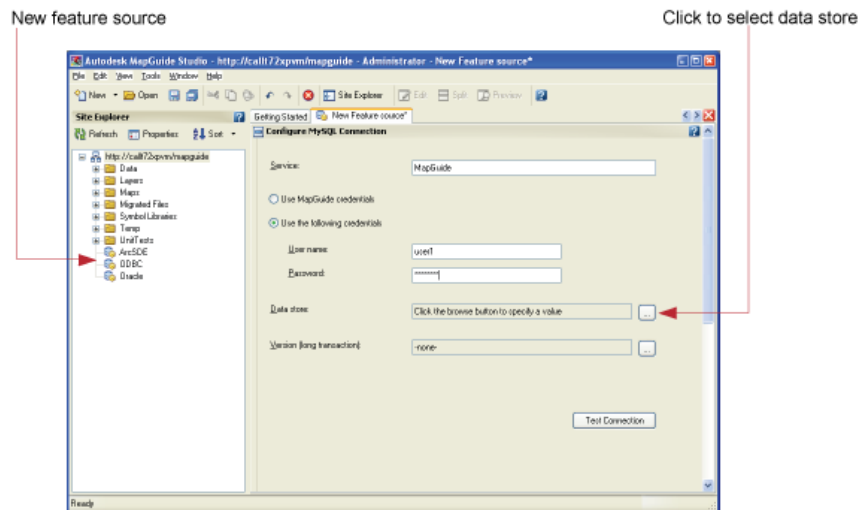 New feature source
Click to select data store
Autodesk MapGuide Studio - http://callt72xpvm/mapguide - Administrator - New Feature source*
File Edit View Tools Window Help
New Open Site Explorer Edit Split Preview
Site Explorer
Getting Started New Feature source*
Refresh Properties Sort
Configure MySQL Connection
http://callt72xpvm/mapguide
Data
Layers
Maps
Migrated Files
Symbol Libraries
Temp
UnitTests
ArcSDE
ODBC
Oracle
Service: MapGuide
Use MapGuide credentials
Use the following credentials
User name: user1
Password: ********
Data store: Click the browse button to specify a value ...
Version (long transaction): -none- ...
Test Connection
Ready